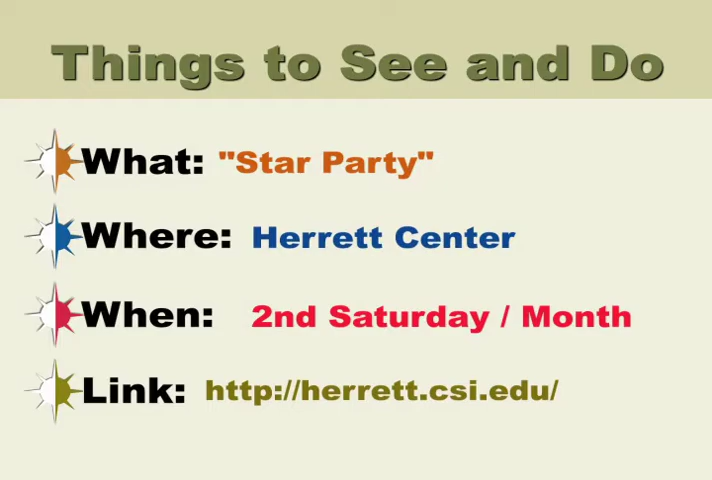 Things to See and Do
What: "Star Party"
Where: Herrett Center
When: 2nd Saturday / Month
Link: http://herrett.csi.edu/